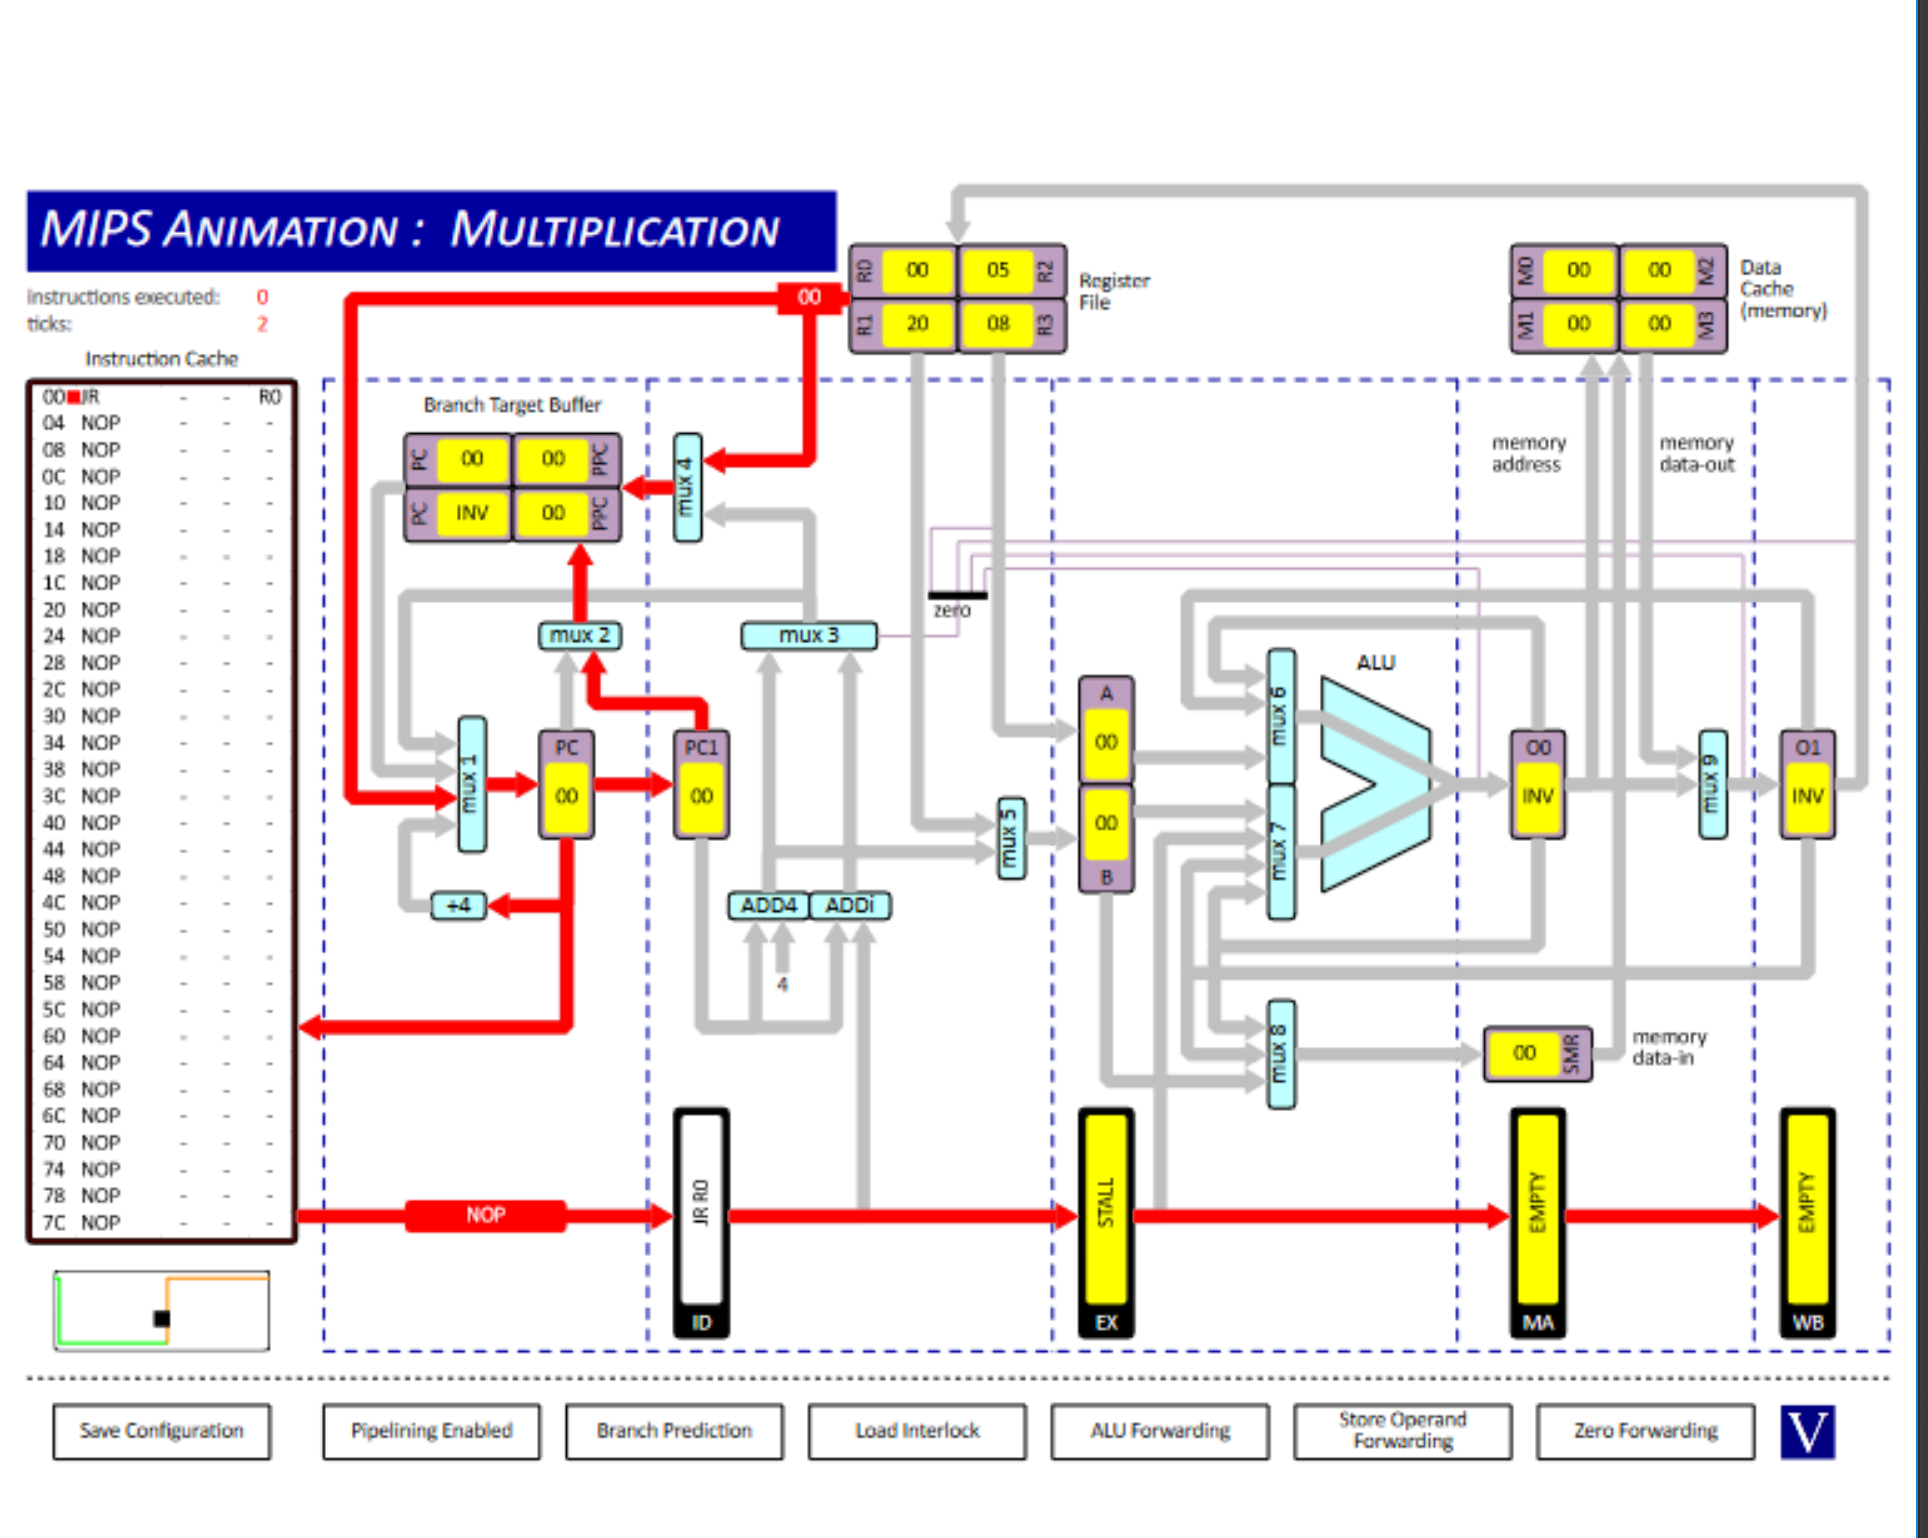 MIPS ANIMATION : MULTIPLICATION
instructions executed: 0
ticks: 2
Instruction Cache
00 JR - - R0
04 NOP - - -
08 NOP - - -
0C NOP - - -
10 NOP - - -
14 NOP - - -
18 NOP - - -
1C NOP - - -
20 NOP - - -
24 NOP - - -
28 NOP - - -
2C NOP - - -
30 NOP - - -
34 NOP - - -
38 NOP - - -
3C NOP - - -
40 NOP - - -
44 NOP - - -
48 NOP - - -
4C NOP - - -
50 NOP - - -
54 NOP - - -
58 NOP - - -
5C NOP - - -
60 NOP - - -
64 NOP - - -
68 NOP - - -
6C NOP - - -
70 NOP - - -
74 NOP - - -
78 NOP - - -
7C NOP - - -
00
R0 00 05 R2
R1 20 08 R3
Register
File
M0 00 00 M2
M1 00 00 M3
Data
Cache
(memory)
Branch Target Buffer
PC 00 00 PPC
PC INV 00 PPC
mux 4
memory
address
memory
data-out
zero
mux 2
mux 3
mux 1
PC
00
PC1
00
+4
ADD4
ADDi
4
mux 5
A
00
00
B
mux 6
mux 7
ALU
O0
INV
mux 9
O1
INV
mux 8
00 SMR
memory
data-in
NOP
JR R0
ID
STALL
EX
EMPTY
MA
EMPTY
WB
Save Configuration
Pipelining Enabled
Branch Prediction
Load Interlock
ALU Forwarding
Store Operand
Forwarding
Zero Forwarding
V